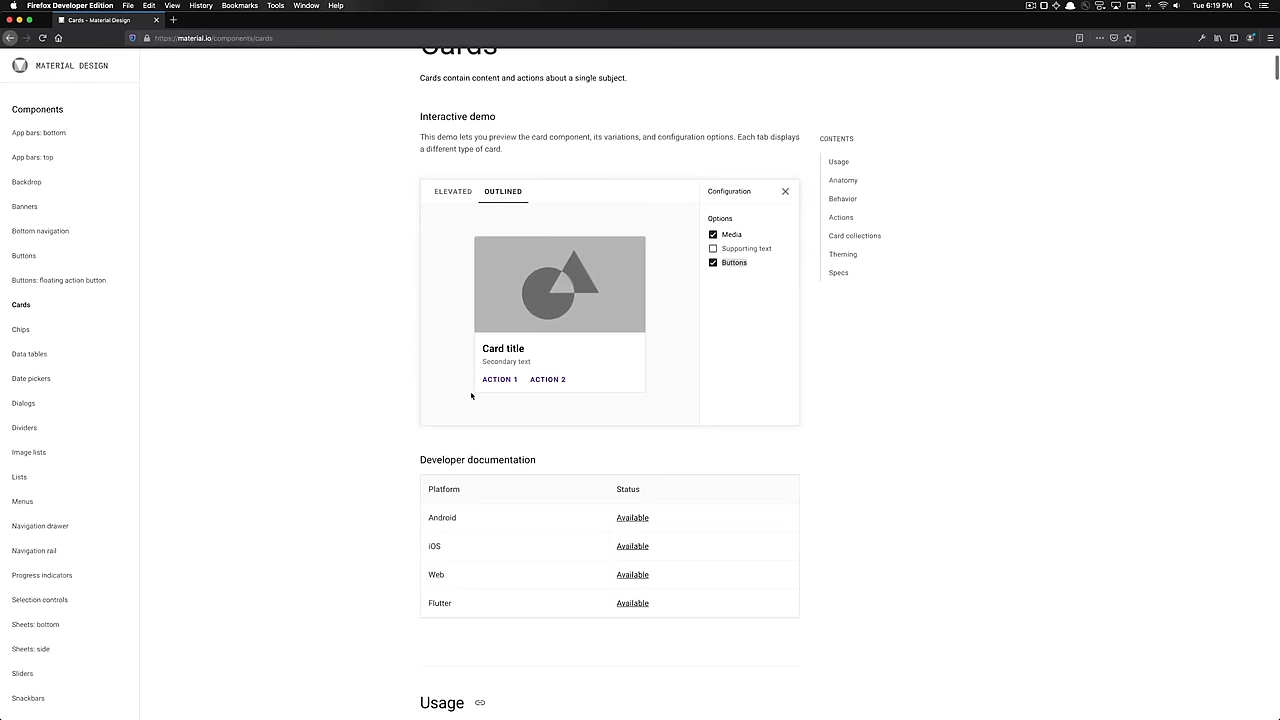 Firefox Developer Edition File Edit View History Bookmarks Tools Window Help
Tue 6:19 PM
Cards - Material Design
https://material.io/components/cards
MATERIAL DESIGN
Components
App bars: bottom
App bars: top
Backdrop
Banners
Bottom navigation
Buttons
Buttons: floating action button
Cards
Chips
Data tables
Date pickers
Dialogs
Dividers
Image lists
Lists
Menus
Navigation drawer
Navigation rail
Progress indicators
Selection controls
Sheets: bottom
Sheets: side
Sliders
Snackbars
Cards
Cards contain content and actions about a single subject.
Interactive demo
This demo lets you preview the card component, its variations, and configuration options. Each tab displays
a different type of card.
ELEVATED OUTLINED
Card title
Secondary text
ACTION 1 ACTION 2
Configuration
Options
Media
Supporting text
Buttons
Developer documentation
Platform Status
Android Available
iOS Available
Web Available
Flutter Available
Usage
CONTENTS
Usage
Anatomy
Behavior
Actions
Card collections
Theming
Specs